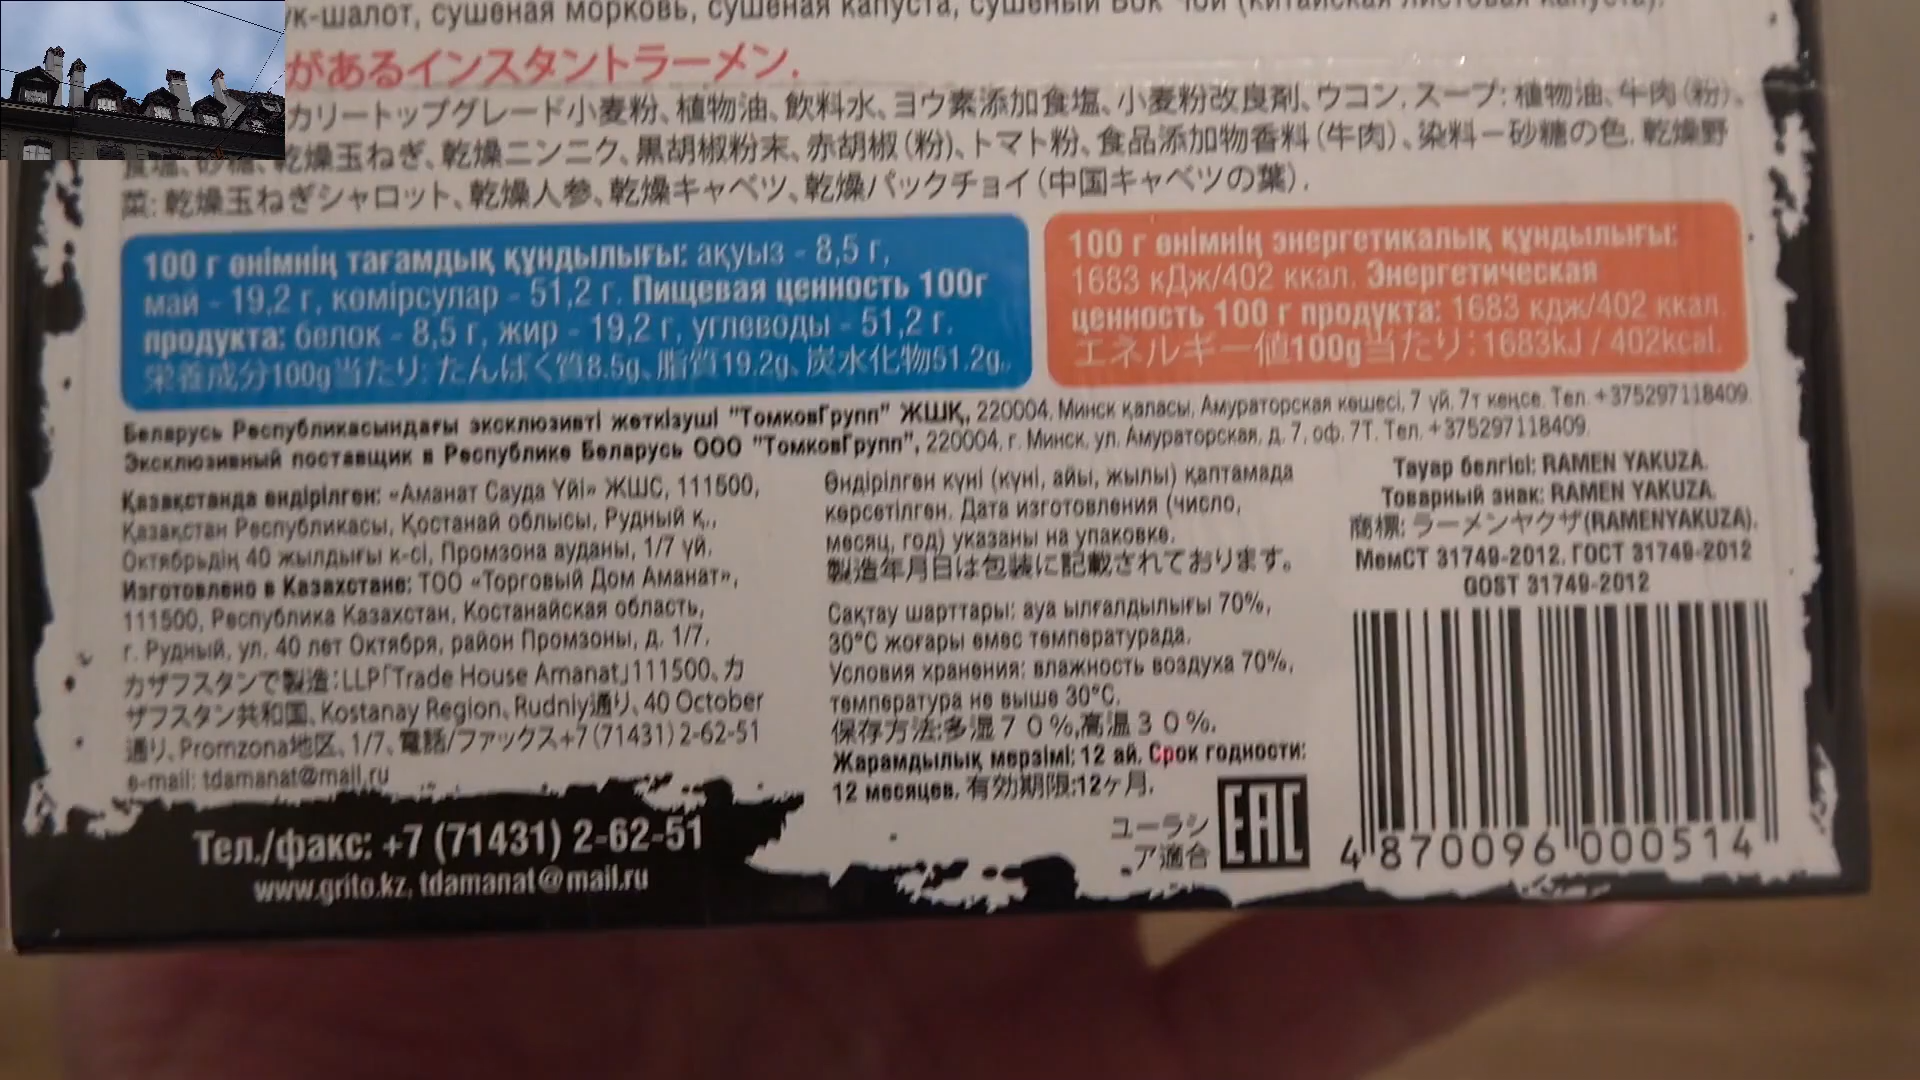 ук-шалот, сушеная морковь, сушеная капуста, сушеный Бок Чой (китайская листовая капуста).
があるインスタントラーメン.
カリートップグレード小麦粉、植物油、飲料水、ヨウ素添加食塩、小麦粉改良剤、ウコン. スープ: 植物油、牛肉(粉)、
食塩、砂糖、乾燥玉ねぎ、乾燥ニンニク、黒胡椒粉末、赤胡椒(粉)、トマト粉、食品添加物香料(牛肉)、染料ー砂糖の色. 乾燥野
菜: 乾燥玉ねぎシャロット、乾燥人参、乾燥キャベツ、乾燥パックチョイ(中国キャベツの葉).
100 г өнімнің тағамдық құндылығы: ақуыз - 8,5 г,
май - 19,2 г, көмірсулар - 51,2 г. Пищевая ценность 100г
продукта: белок - 8,5 г, жир - 19,2 г, углеводы - 51,2 г.
栄養成分100g当たり: たんぱく質8.5g、脂質19.2g、炭水化物51.2g.
100 г өнімнің энергетикалық құндылығы:
1683 кДж/402 ккал. Энергетическая
ценность 100 г продукта: 1683 кдж/402 ккал.
エネルギー値100g当たり: 1683kJ / 402kcal.
Беларусь Республикасындағы эксклюзивті жөткізуші "ТомковГрупп" ЖШҚ, 220004, Минск қаласы, Амураторская көшесі, 7 үй, 7т кеңсе. Тел. +375297118409.
Эксклюзивный поставщик в Республике Беларусь ООО "ТомковГрупп", 220004, г. Минск, ул. Амураторская, д. 7, оф. 7Т. Тел. +375297118409.
Қазақстанда өндірілген: «Аманат Сауда Үйі» ЖШС, 111500,
Қазақстан Республикасы, Қостанай облысы, Рудный қ.,
Октябрьдің 40 жылдығы к-сі, Промзона ауданы, 1/7 үй.
Изготовлено в Казахстане: ТОО «Торговый Дом Аманат»,
111500, Республика Казахстан, Костанайская область,
г. Рудный, ул. 40 лет Октября, район Промзоны, д. 1/7.
カザフスタンで製造: LLP「Trade House Amanat」111500、カ
ザフスタン共和国、Kostanay Region、Rudniy通り、40 October
通り、Promzona地区、1/7、電話/ファックス+7 (71431) 2-62-51
e-mail: tdamanat@mail.ru
Тел./факс: +7 (71431) 2-62-51
www.grito.kz, tdamanat@mail.ru
Өндірілген күні (күні, айы, жылы) қаптамада
көрсетілген. Дата изготовления (число,
месяц, год) указаны на упаковке.
製造年月日は包装に記載されております。
Сақтау шарттары: ауа ылғалдылығы 70%,
30°С жоғары емес температурада.
Условия хранения: влажность воздуха 70%,
температура не выше 30°С.
保存方法:多湿７０%,高温３０%.
Жарамдылық мерзімі: 12 ай. Срок годности:
12 месяцев. 有効期限:12ヶ月.
ユーラシ
ア適合
EAC
Тауар белгісі: RAMEN YAKUZA.
Товарный знак: RAMEN YAKUZA.
商標: ラーメンヤクザ(RAMENYAKUZA).
МемСТ 31749-2012. ГОСТ 31749-2012
GOST 31749-2012
4 870096 000514